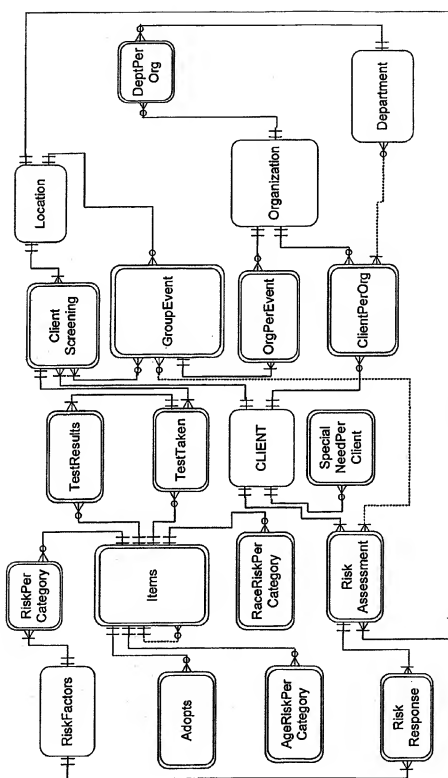 RiskFactors
RiskPer
Category
TestResults
Client
Screening
Location
Adopts
Items
TestTaken
GroupEvent
DeptPer
Org
AgeRiskPer
Category
RaceRiskPer
Category
CLIENT
OrgPerEvent
Organization
Special
NeedPer
Client
Risk
Response
Risk
Assessment
ClientPerOrg
Department